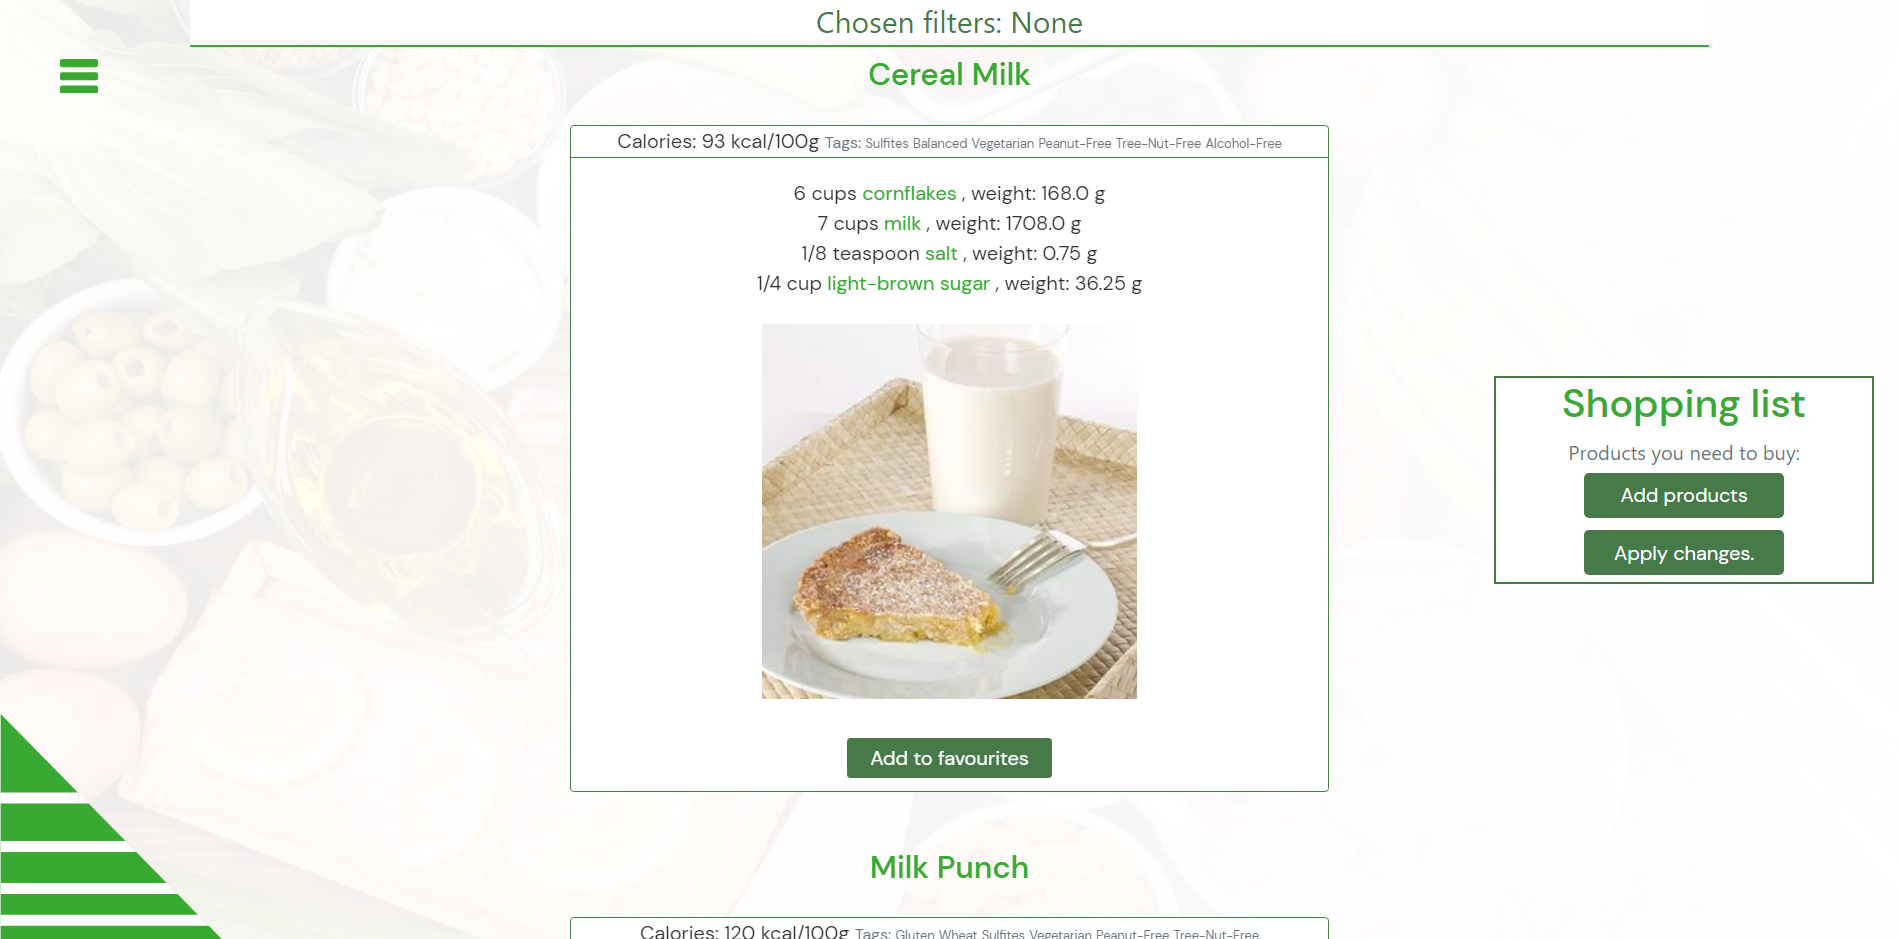 Chosen filters: None
Cereal Milk
Calories: 93 kcal/100g Tags: Sulfites Balanced Vegetarian Peanut-Free Tree-Nut-Free Alcohol-Free
6 cups cornflakes , weight: 168.0 g
7 cups milk , weight: 1708.0 g
1/8 teaspoon salt , weight: 0.75 g
1/4 cup light-brown sugar , weight: 36.25 g
Add to favourites
Shopping list
Products you need to buy:
Add products
Apply changes.
Milk Punch
Calories: 120 kcal/100g Tags: Gluten Wheat Sulfites Vegetarian Peanut-Free Tree-Nut-Free